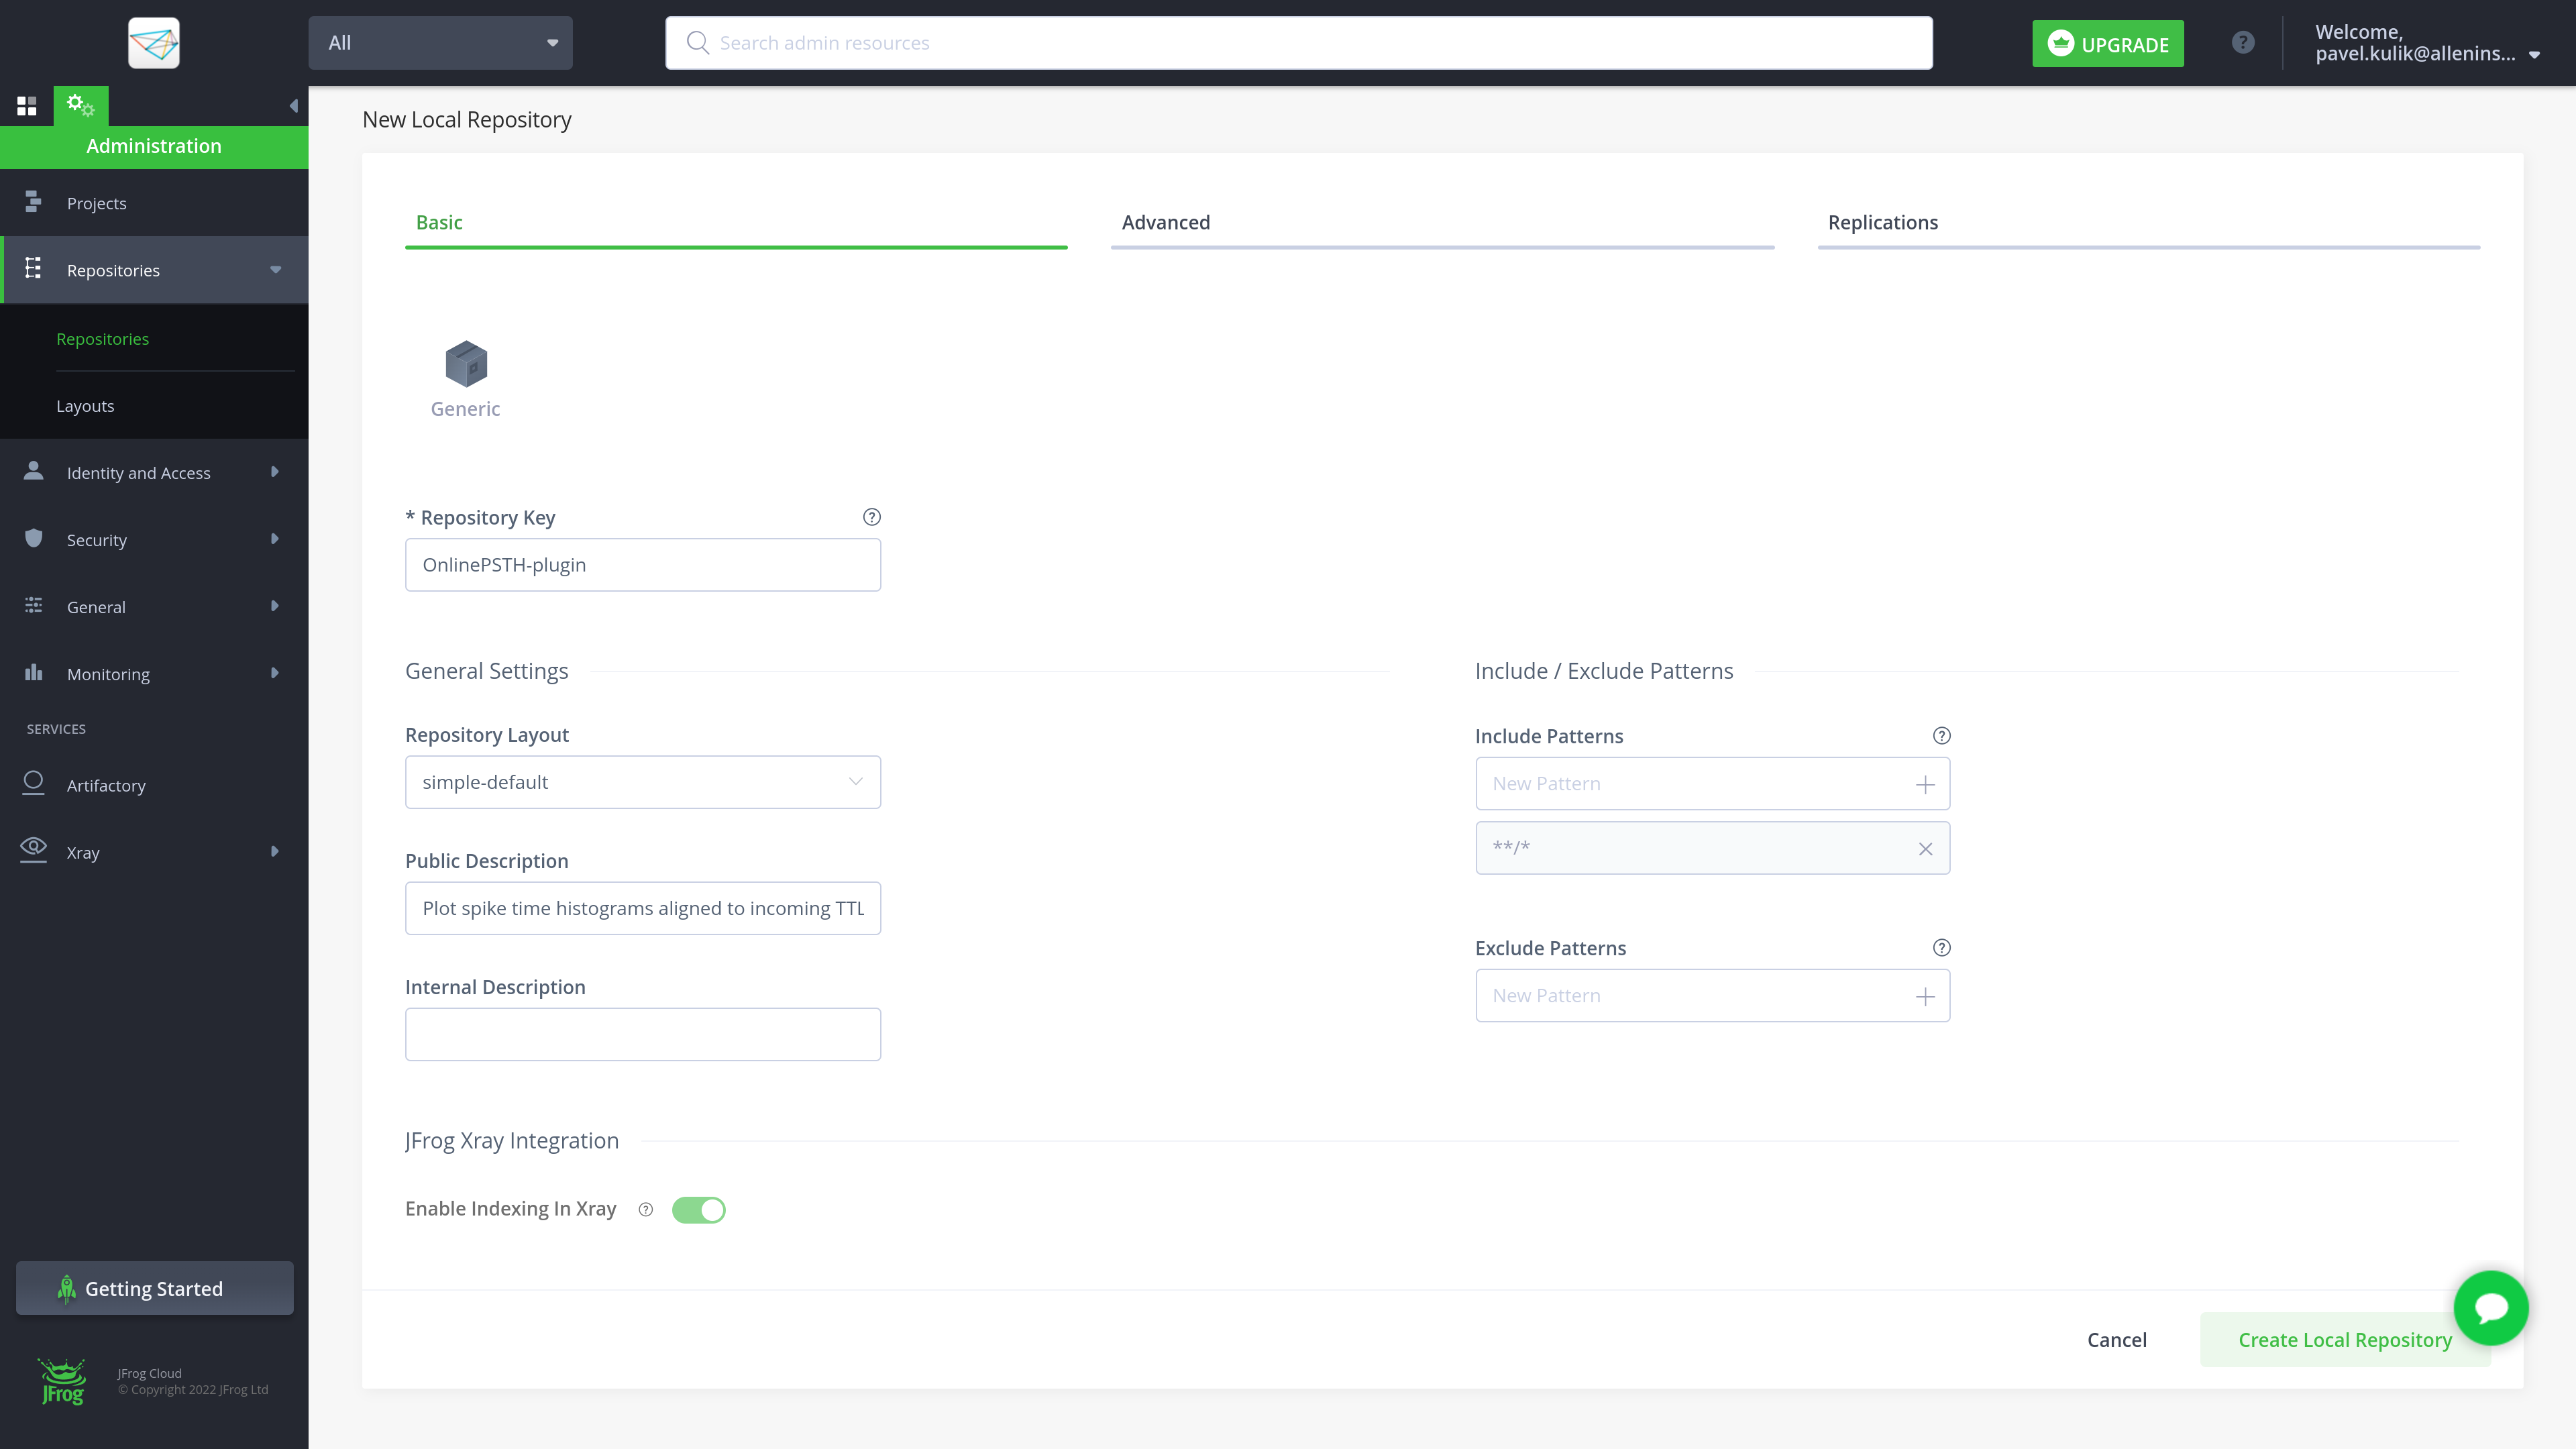 All
Search admin resources
UPGRADE
?
Welcome,
pavel.kulik@allenins...
Administration
Projects
Repositories
Repositories
Layouts
Identity and Access
Security
General
Monitoring
SERVICES
Artifactory
Xray
Getting Started
JFrog
JFrog Cloud
© Copyright 2022 JFrog Ltd
New Local Repository
Basic
Advanced
Replications
Generic
* Repository Key ?
OnlinePSTH-plugin
General Settings
Repository Layout
simple-default
Public Description
Plot spike time histograms aligned to incoming TTL
Internal Description
Include / Exclude Patterns
Include Patterns ?
New Pattern
**/*
Exclude Patterns ?
New Pattern
JFrog Xray Integration
Enable Indexing In Xray ?
Cancel
Create Local Repository